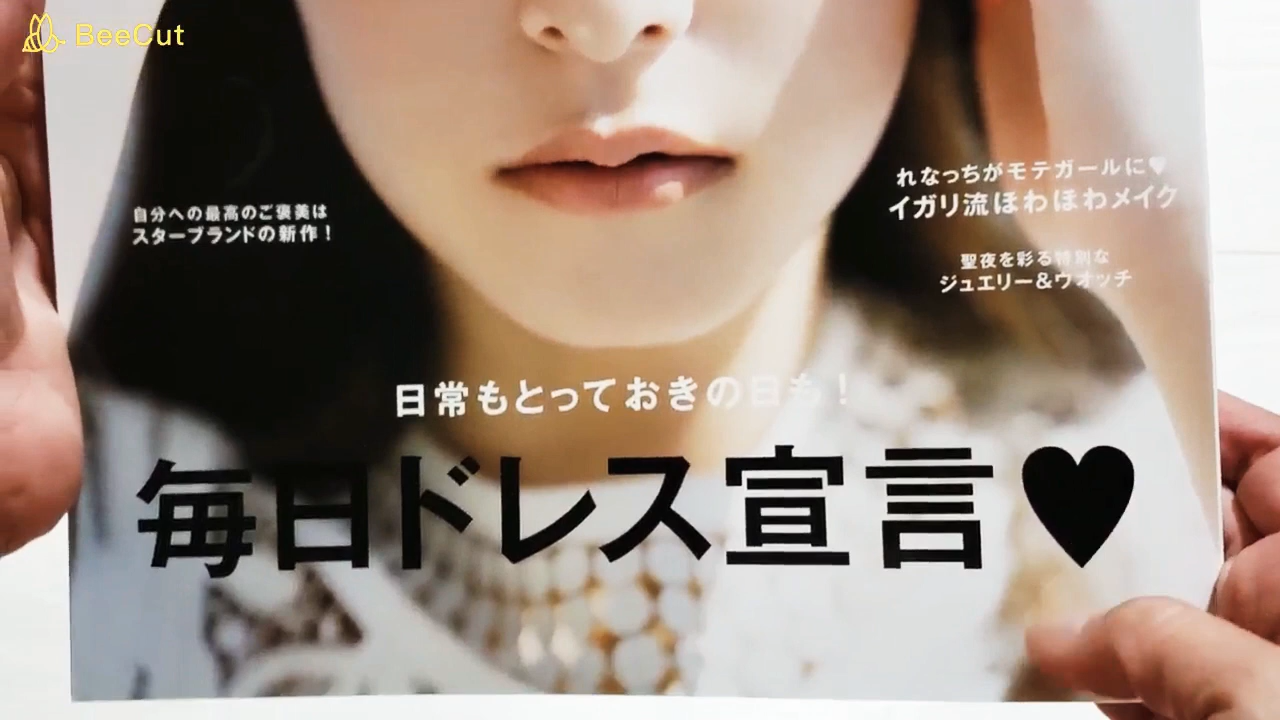 BeeCut
自分への最高のご褒美は
スターブランドの新作！
れなっちがモテガールに♥
イガリ流ほわほわメイク
聖夜を彩る特別な
ジュエリー&ウオッチ
日常もとっておきの日も！
毎日ドレス宣言♥